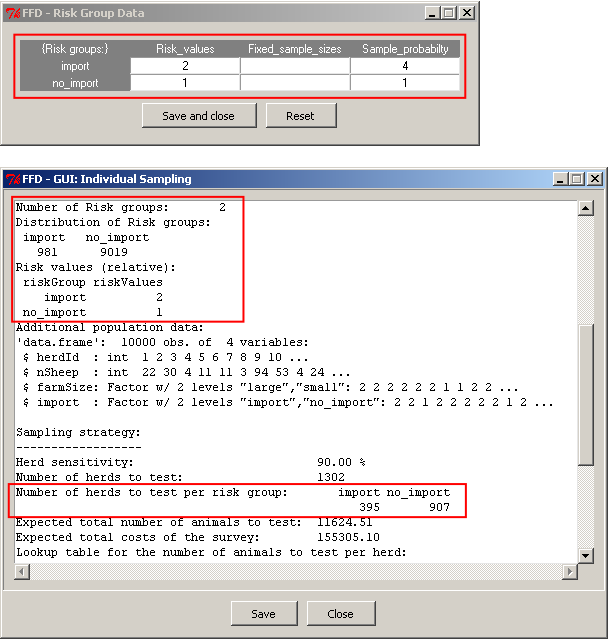 FFD - Risk Group Data
{Risk groups:} Risk_values Fixed_sample_sizes Sample_probabilty
import 2 4
no_import 1 1
Save and close Reset
FFD - GUI: Individual Sampling
Number of Risk groups: 2
Distribution of Risk groups:
import no_import
981 9019
Risk values (relative):
riskGroup riskValues
import 2
no_import 1
Additional population data:
'data.frame': 10000 obs. of 4 variables:
$ herdId : int 1 2 3 4 5 6 7 8 9 10 ...
$ nSheep : int 22 30 4 11 11 3 94 53 4 24 ...
$ farmSize: Factor w/ 2 levels "large","small": 2 2 2 2 2 2 1 1 2 2 ...
$ import : Factor w/ 2 levels "import","no_import": 2 2 1 2 2 2 2 2 1 2 ...
Sampling strategy:
------------------
Herd sensitivity: 90.00 %
Number of herds to test: 1302
Number of herds to test per risk group: import no_import
395 907
Expected total number of animals to test: 11624.51
Expected total costs of the survey: 155305.10
Lookup table for the number of animals to test per herd:
Save Close